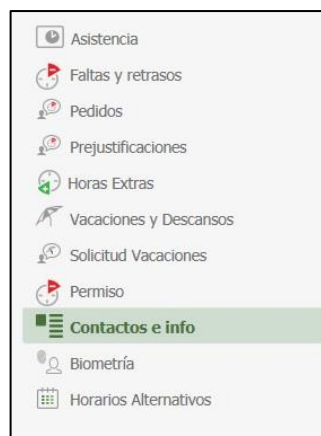 Asistencia
Faltas y retrasos
Pedidos
Prejustificaciones
Horas Extras
Vacaciones y Descansos
Solicitud Vacaciones
Permiso
Contactos e info
Biometría
Horarios Alternativos